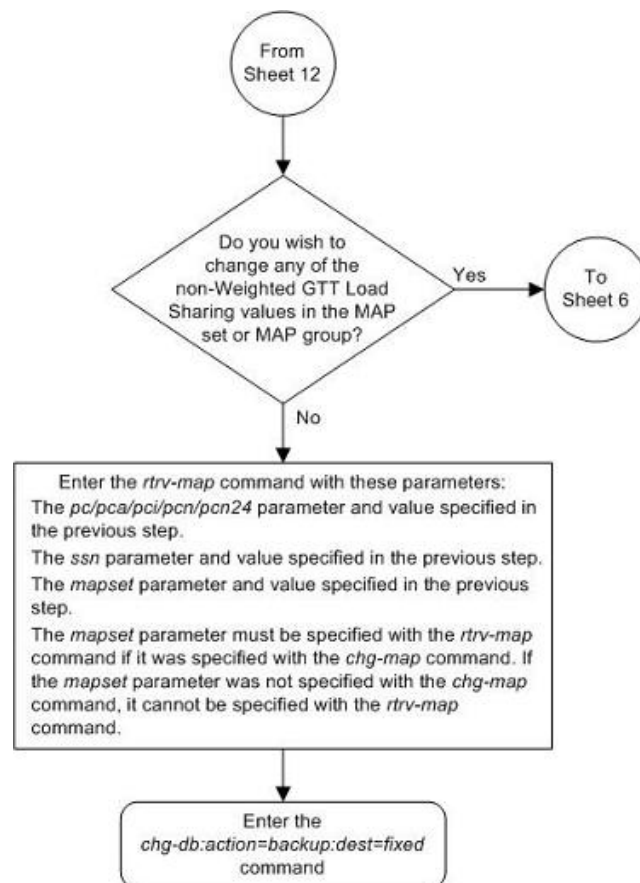 From
Sheet 12
Do you wish to
change any of the
non-Weighted GTT Load
Sharing values in the MAP
set or MAP group?
Yes
To
Sheet 6
No
Enter the rtrv-map command with these parameters:
The pc/pca/pci/pcn/pcn24 parameter and value specified in
the previous step.
The ssn parameter and value specified in the previous step.
The mapset parameter and value specified in the previous
step.
The mapset parameter must be specified with the rtrv-map
command if it was specified with the chg-map command. If
the mapset parameter was not specified with the chg-map
command, it cannot be specified with the rtrv-map
command.
Enter the
chg-db:action=backup:dest=fixed
command